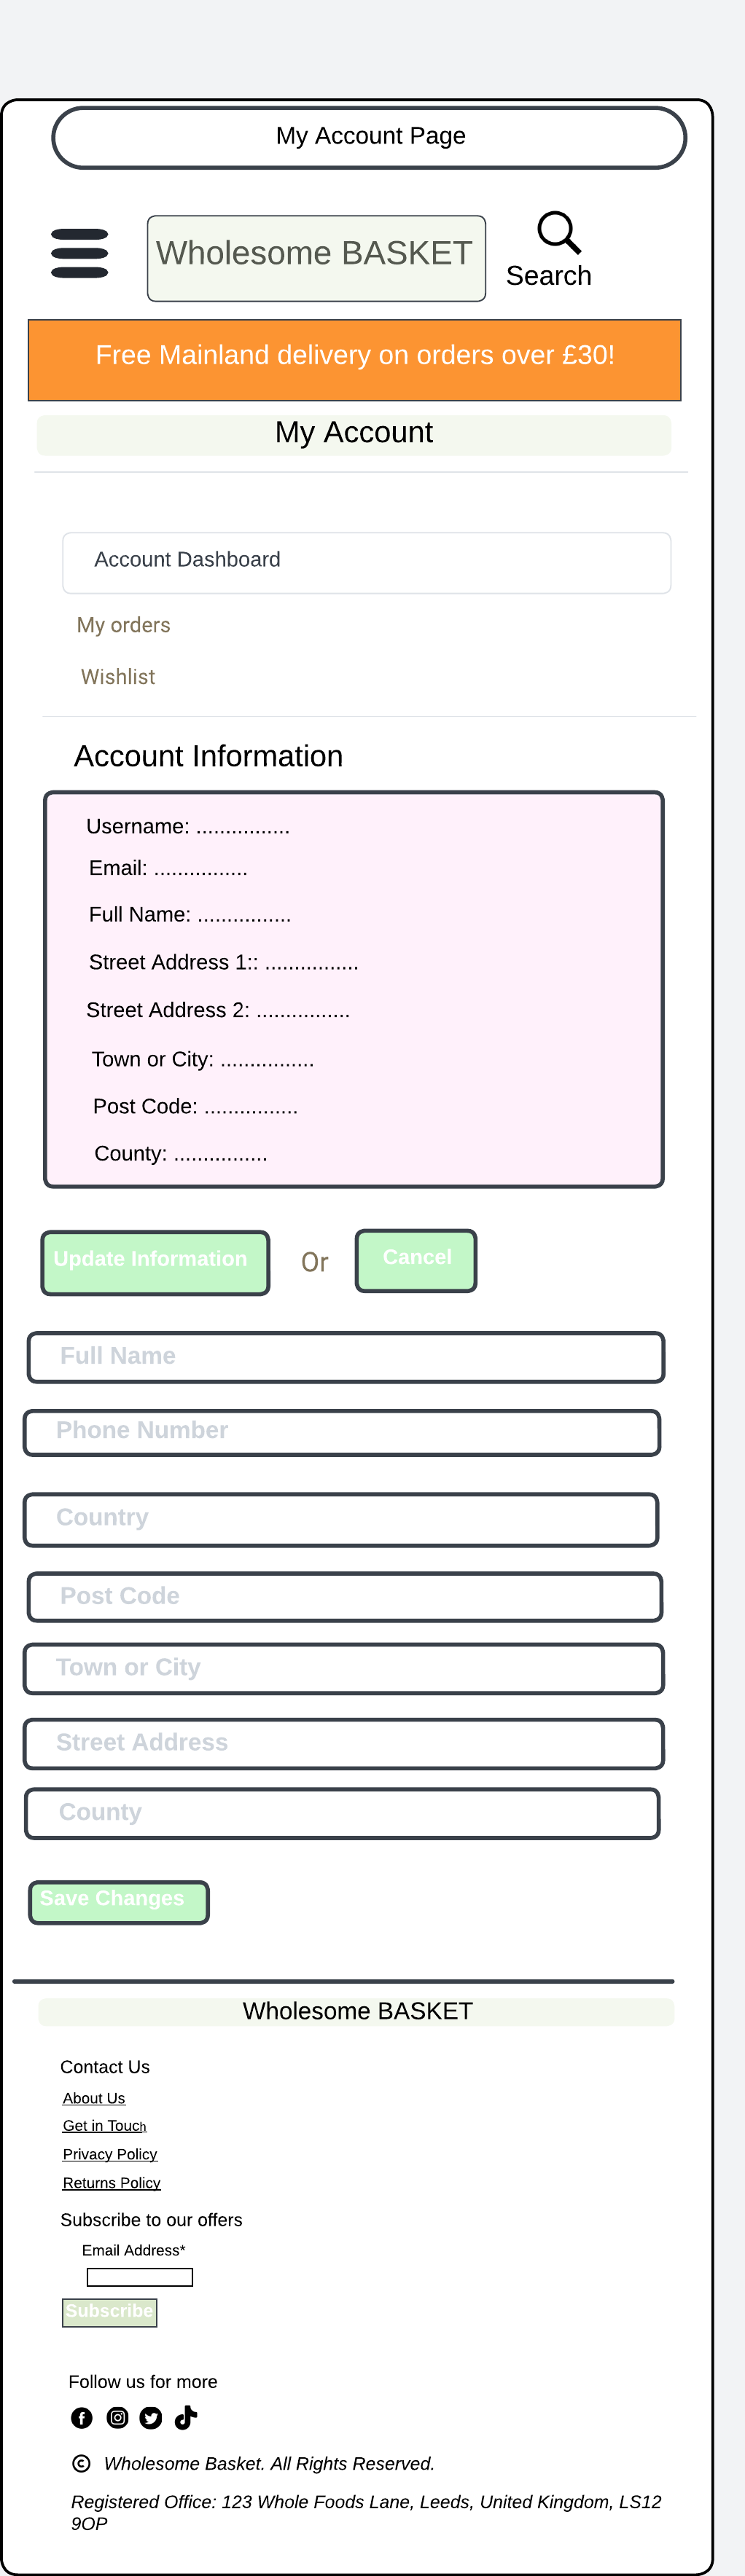 My Account Page
Wholesome BASKET
Search
Free Mainland delivery on orders over £30!
My Account
Account Dashboard
My orders
Wishlist
Account Information
Username: ................
Email: ................
Full Name: ................
Street Address 1:: ................
Street Address 2: ................
Town or City: ................
Post Code: ................
County: ................
Update Information Or Cancel
Full Name
Phone Number
Country
Post Code
Town or City
Street Address
County
Save Changes
Wholesome BASKET
Contact Us
About Us
Get in Touch
Privacy Policy
Returns Policy
Subscribe to our offers
Email Address*
Subscribe
Follow us for more
© Wholesome Basket. All Rights Reserved.
Registered Office: 123 Whole Foods Lane, Leeds, United Kingdom, LS12
9OP